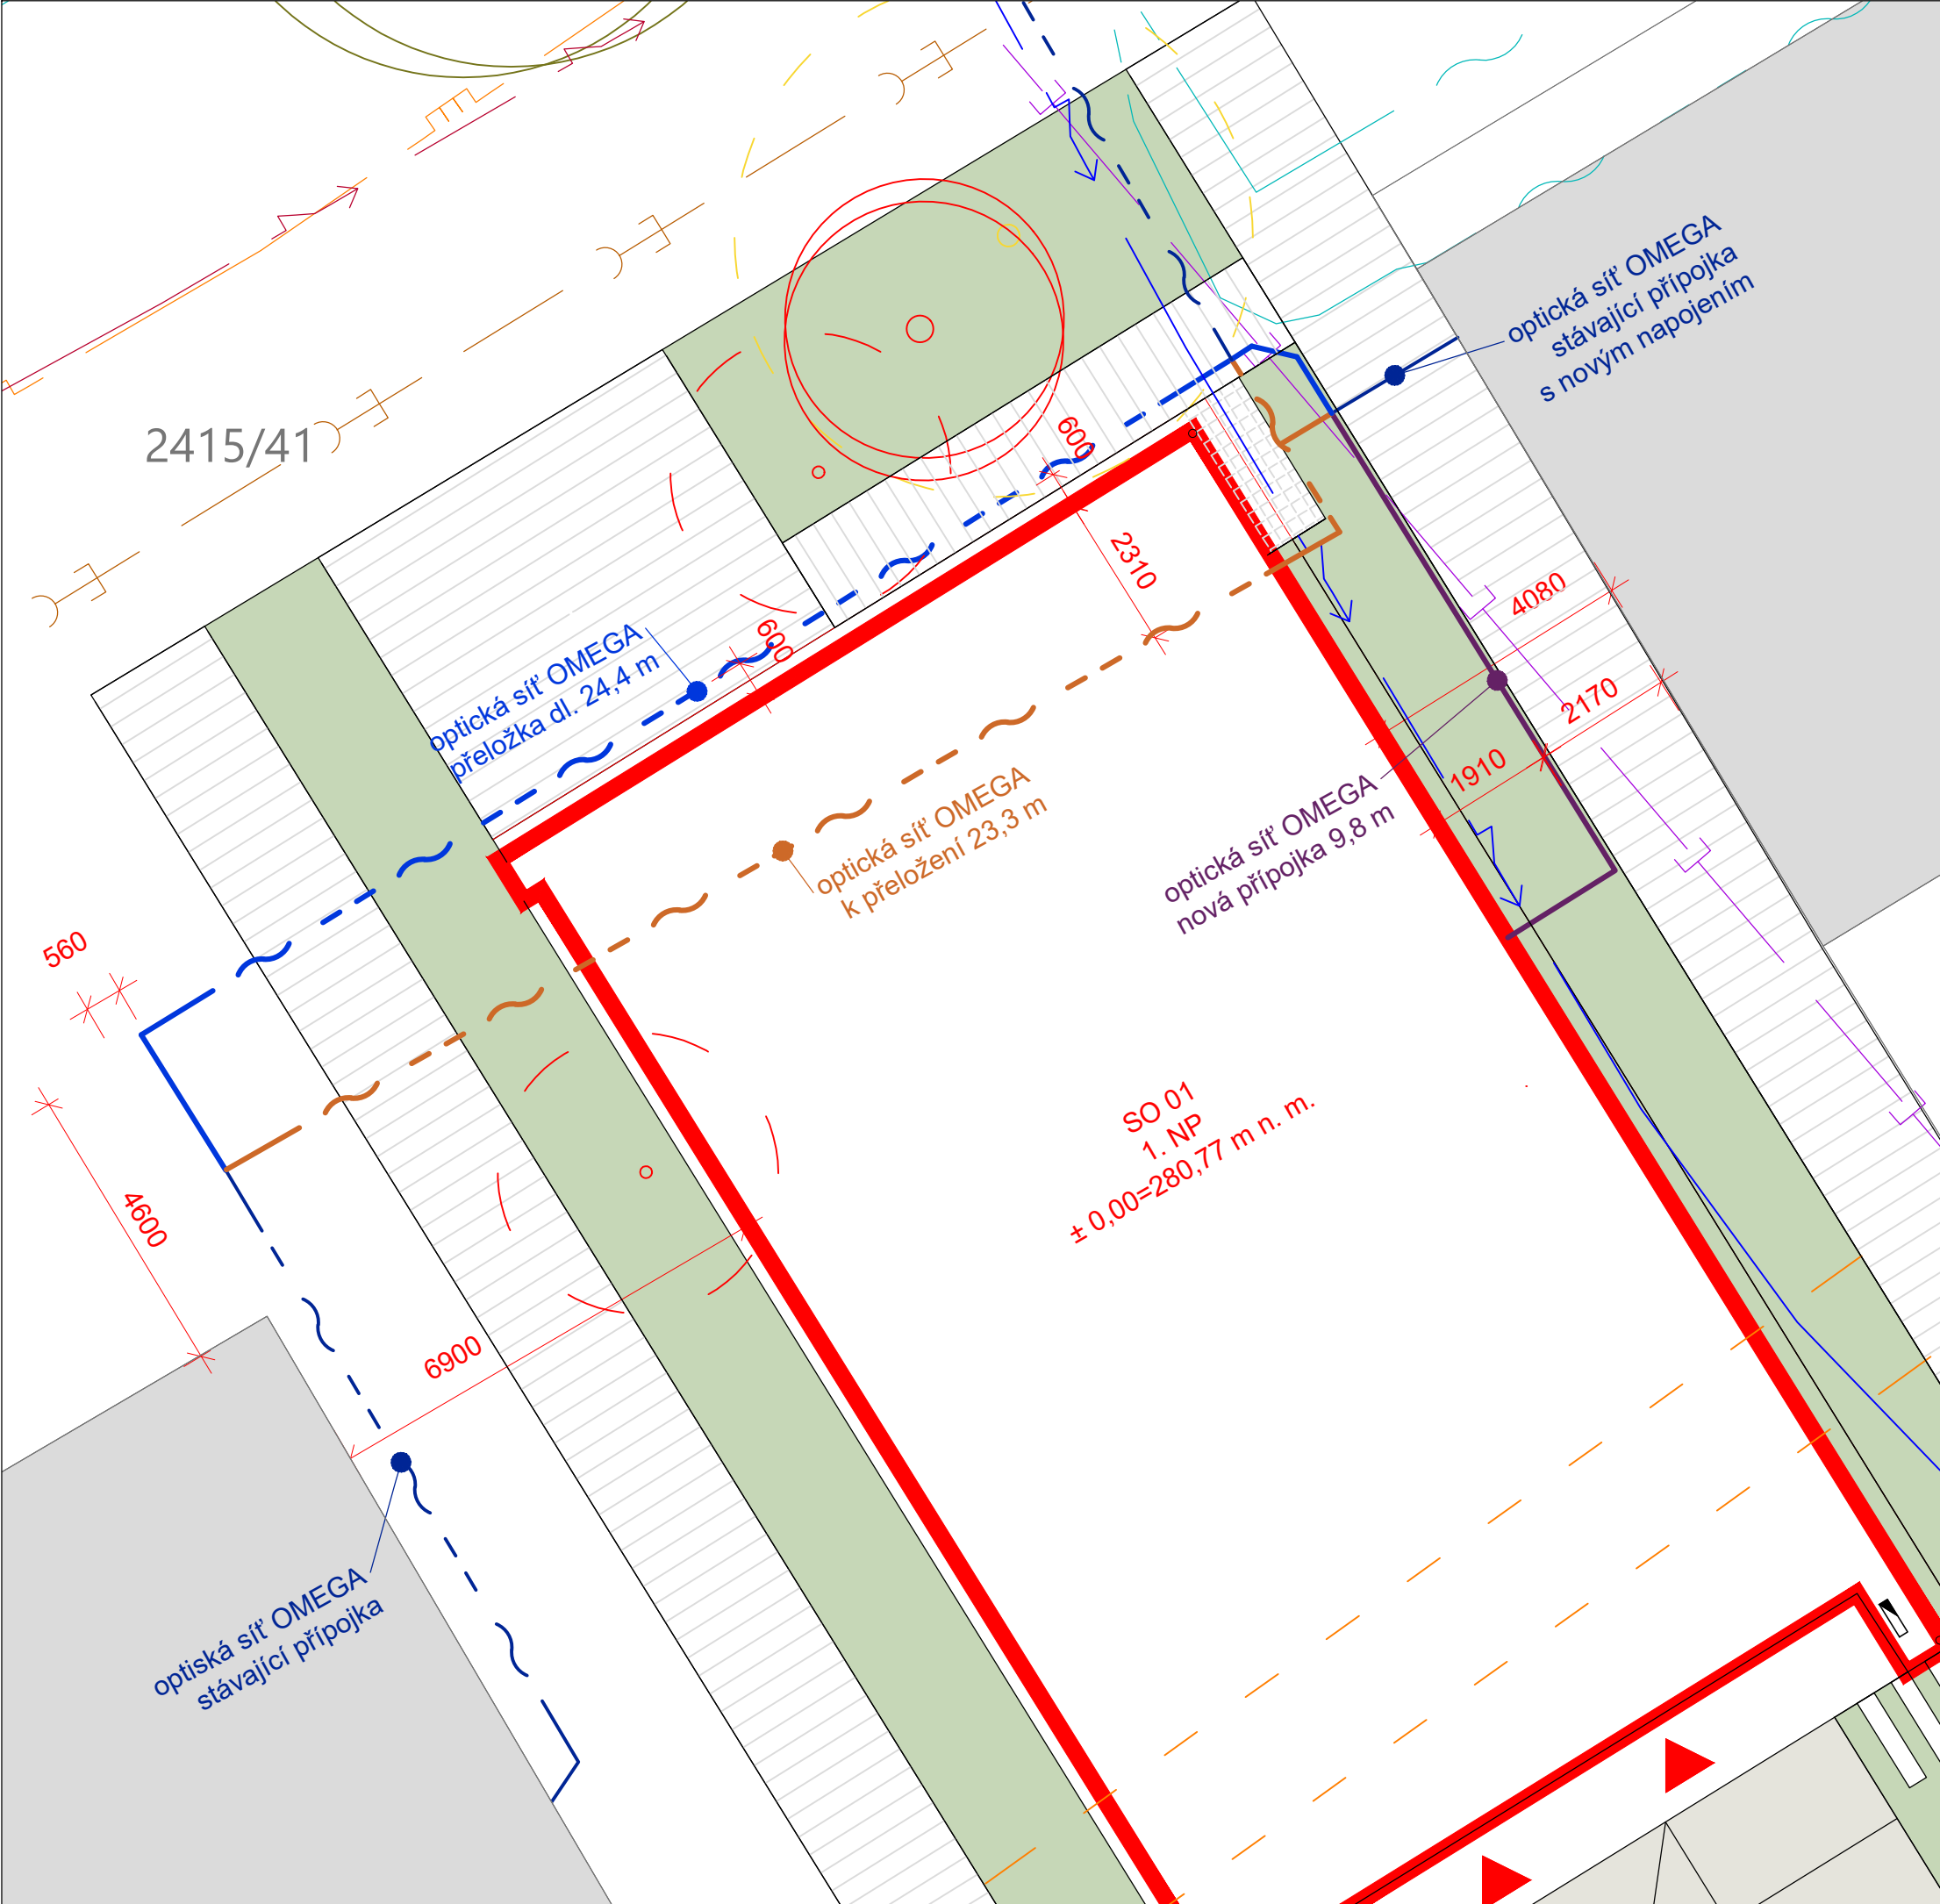 optická síť OMEGA
stávající přípojka
s novým napojením
2415/41
600
2310
4080
600
optická síť OMEGA
přeložka dl. 24,4 m
2170
1910
optická síť OMEGA
k přeložení 23,3 m
optická síť OMEGA
nová přípojka 9,8 m
560
SO 01
1. NP
± 0,00=280,77 m n. m.
4600
6900
optiská síť OMEGA
stávající přípojka